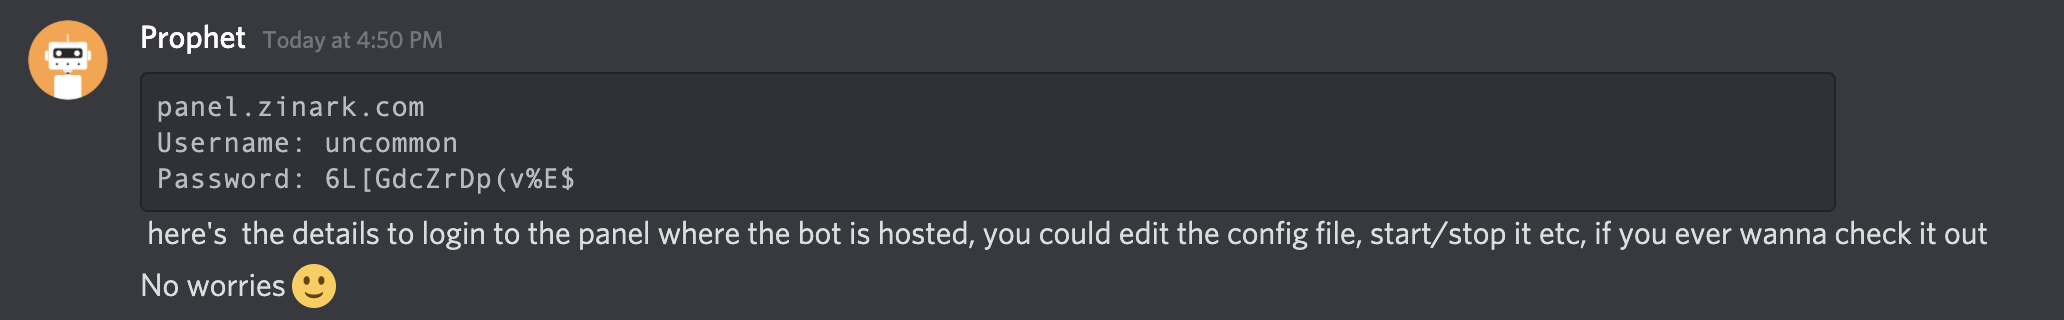 Prophet Today at 4:50 PM
panel.zinark.com
Username: uncommon
Password: 6L[GdcZrDp(v%E$
here's  the details to login to the panel where the bot is hosted, you could edit the config file, start/stop it etc, if you ever wanna check it out
No worries 🙂